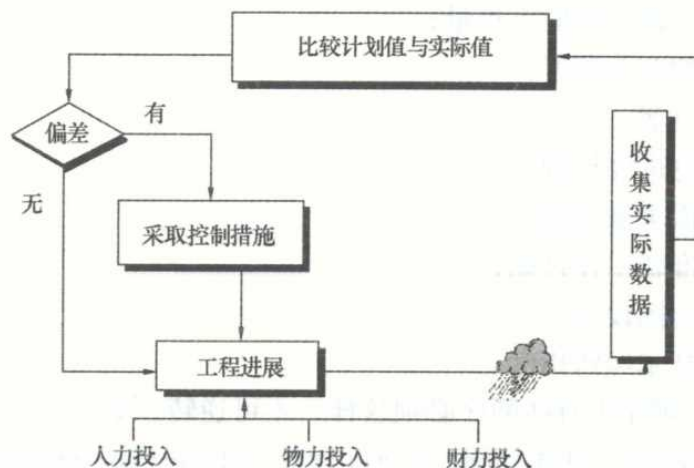 比较计划值与实际值
偏差
有
无
采取控制措施
收集实际数据
工程进展
人力投入
物力投入
财力投入